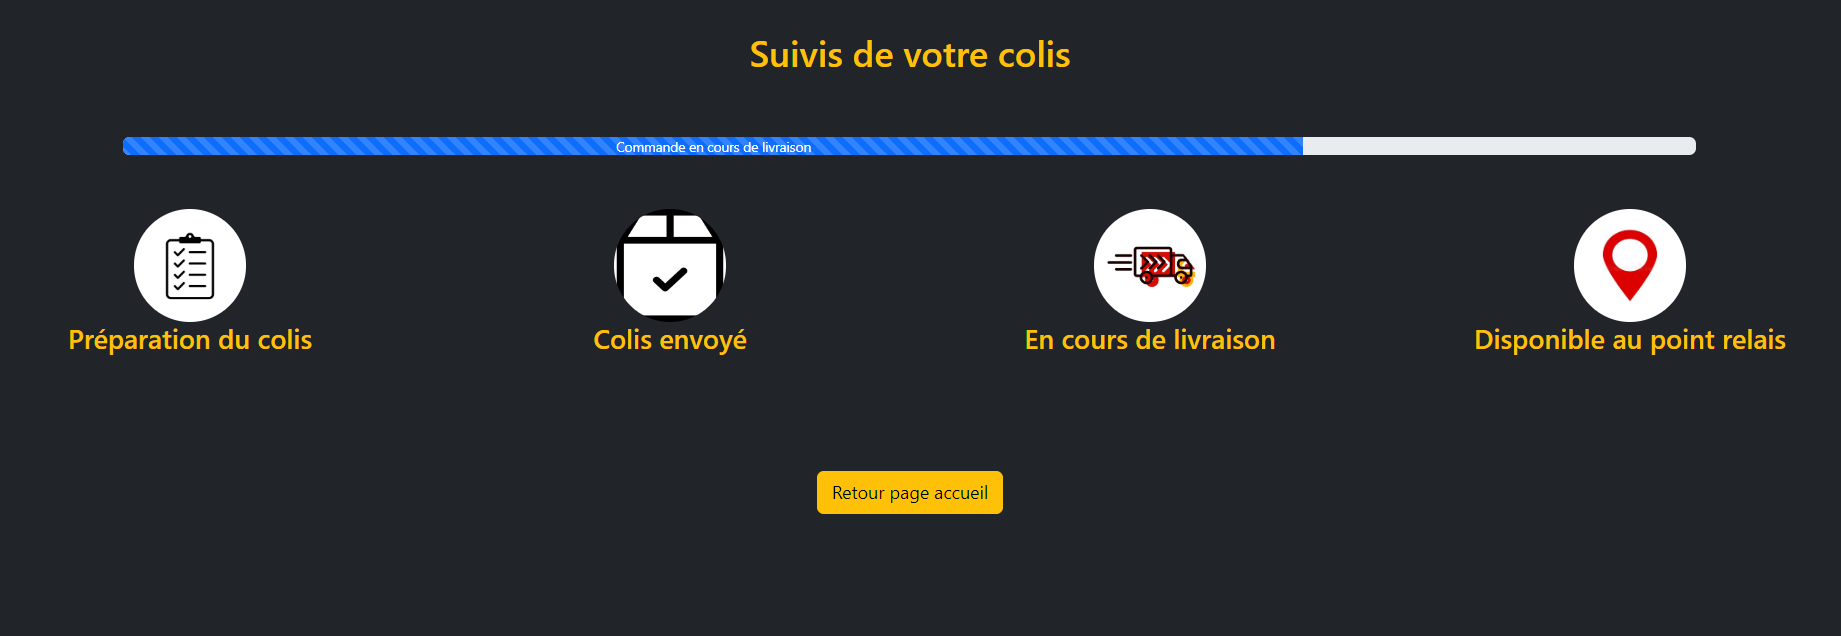 Suivis de votre colis
Commande en cours de livraison
Préparation du colis
Colis envoyé
En cours de livraison
Disponible au point relais
Retour page accueil